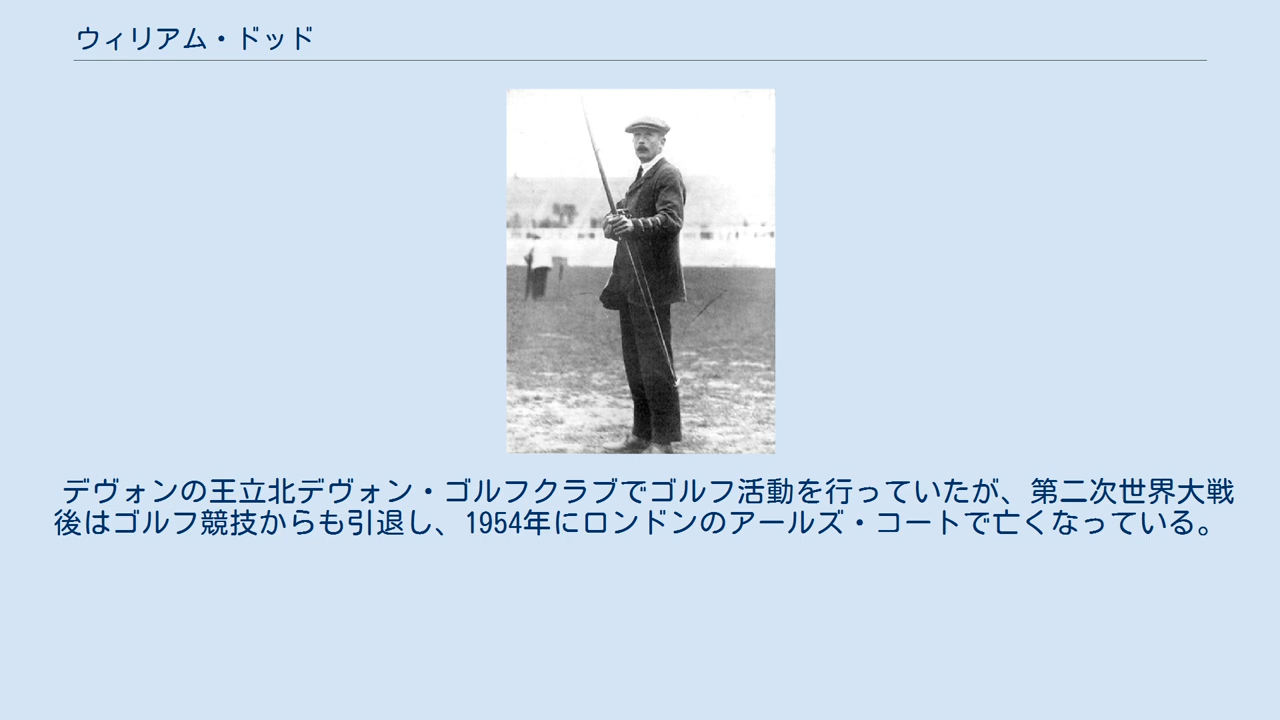 ウィリアム・ドッド
デヴォンの王立北デヴォン・ゴルフクラブでゴルフ活動を行っていたが、第二次世界大戦
後はゴルフ競技からも引退し、1954年にロンドンのアールズ・コートで亡くなっている。